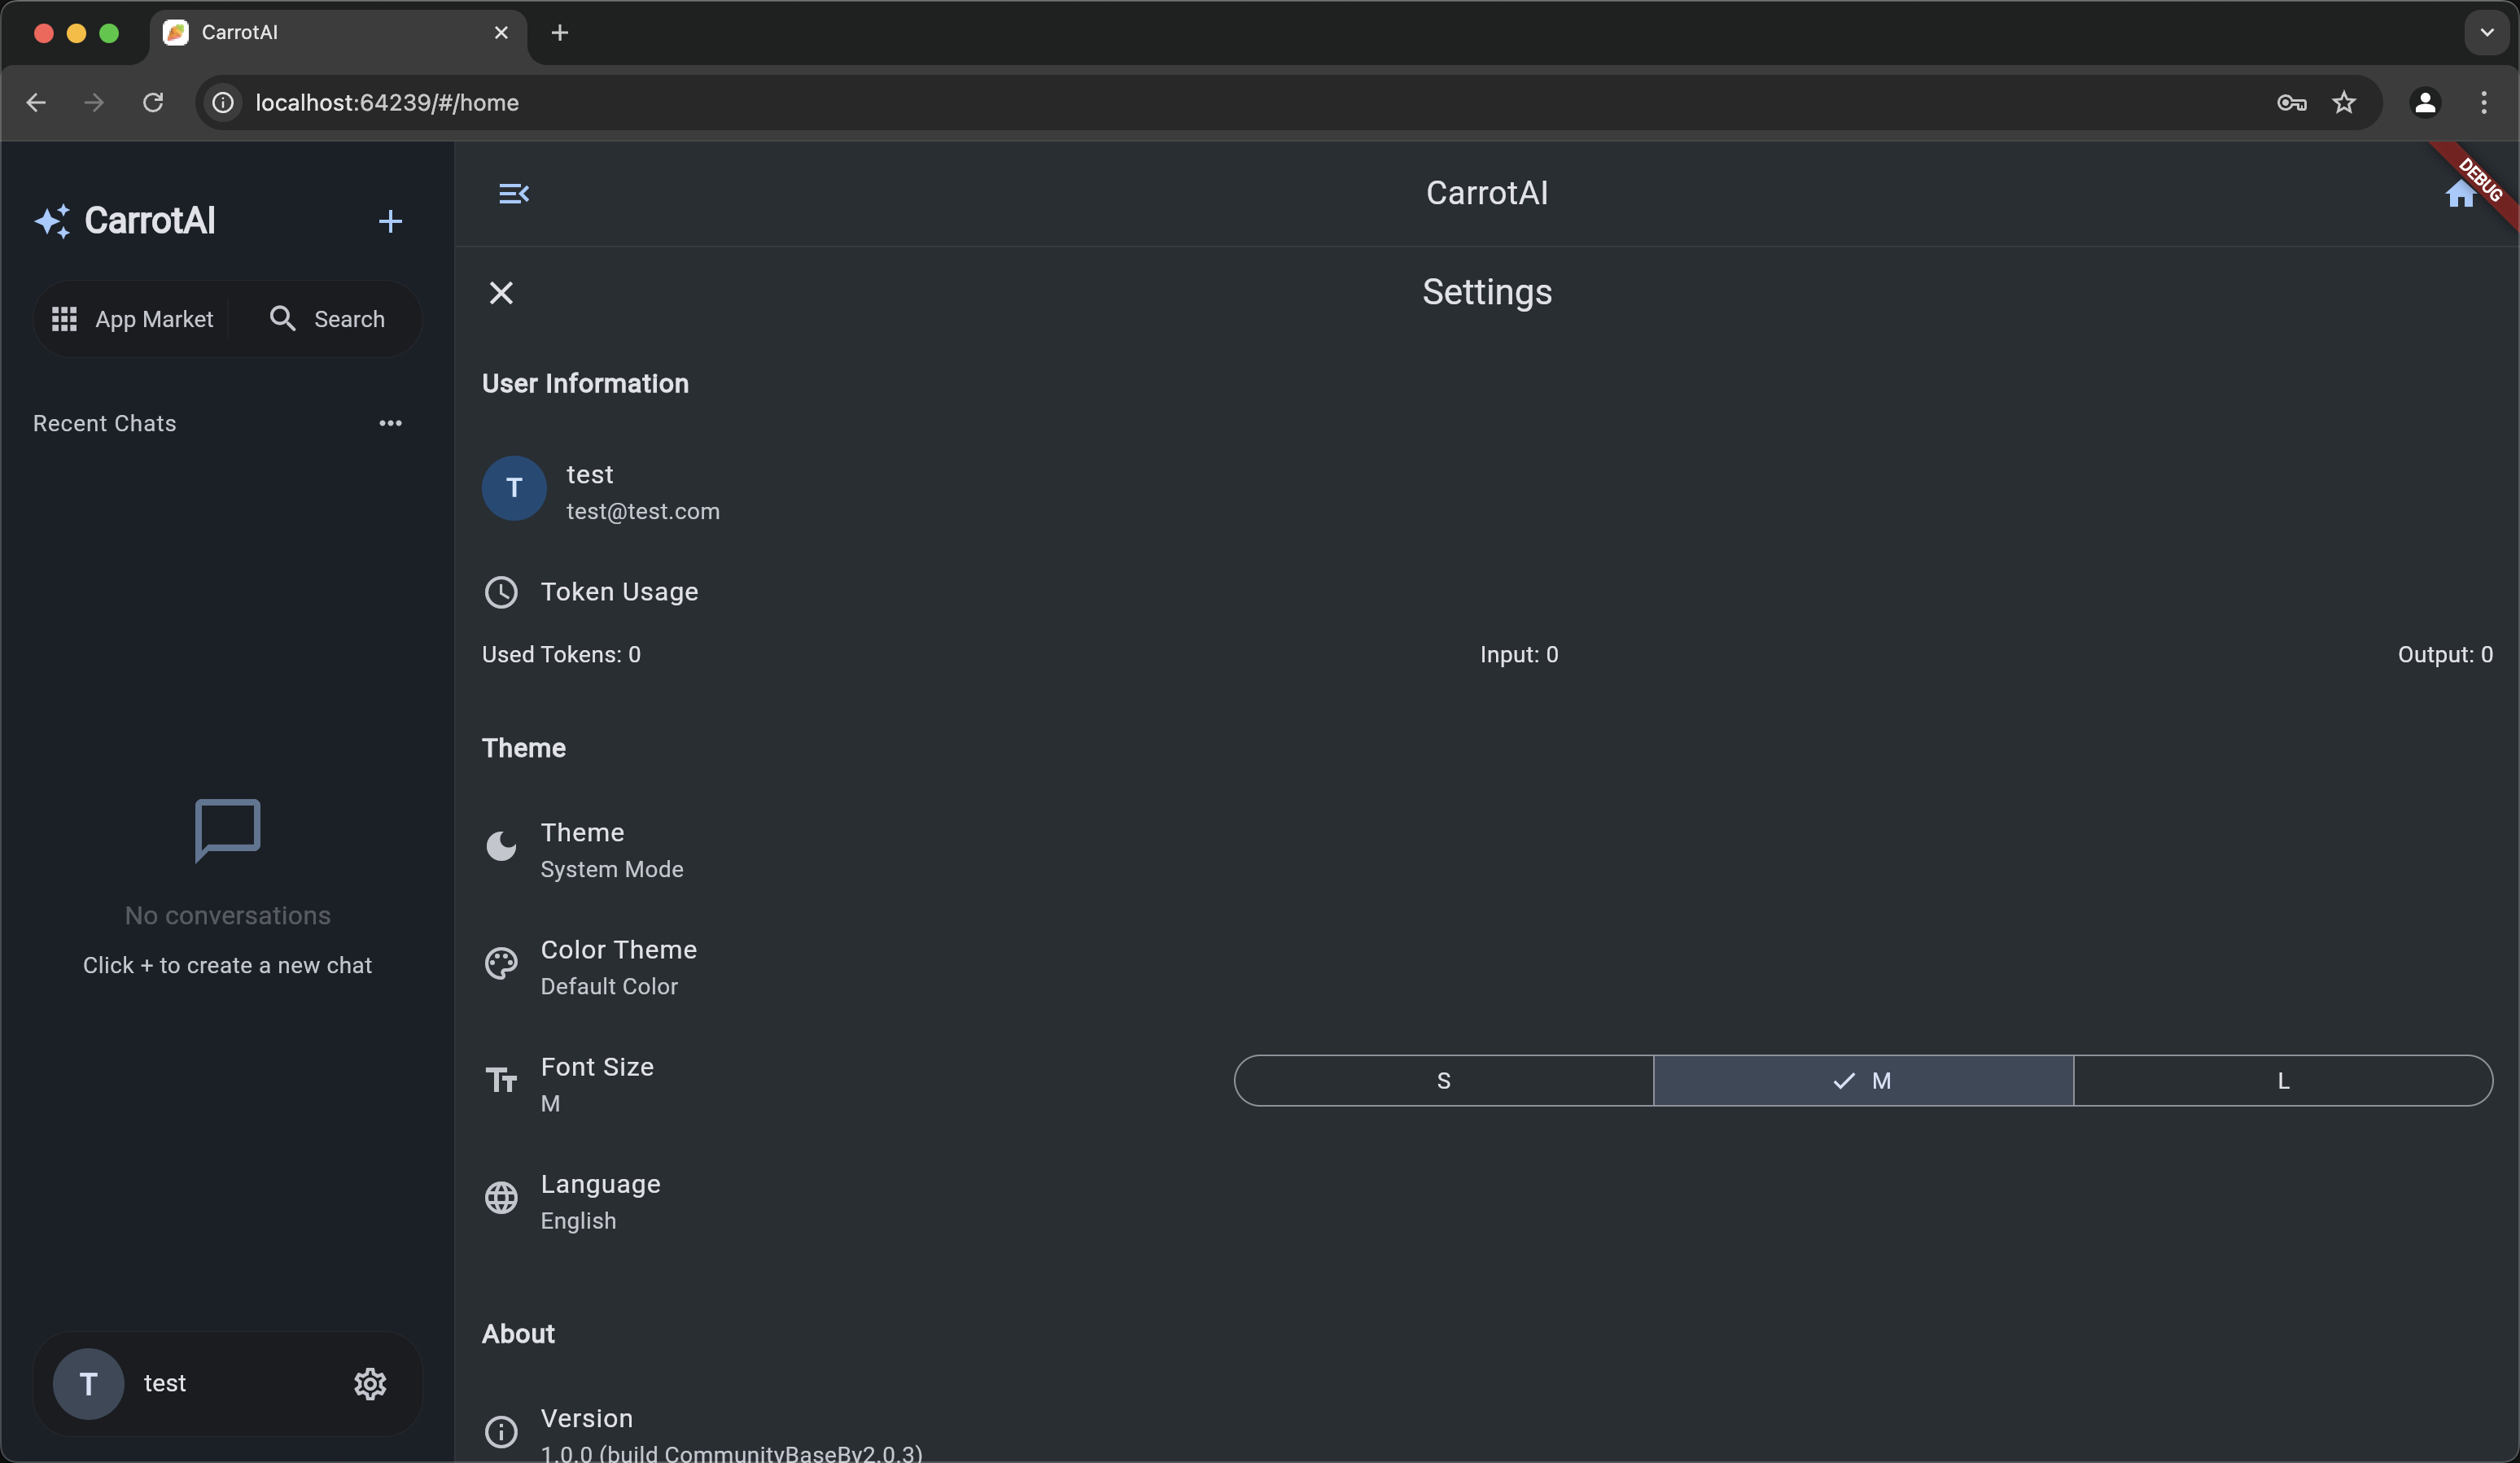 CarrotAI
localhost:64239/#/home
CarrotAI
App Market
Search
Recent Chats
No conversations
Click + to create a new chat
T
test
CarrotAI
DEBUG
Settings
User Information
T
test
test@test.com
Token Usage
Used Tokens: 0
Input: 0
Output: 0
Theme
Theme
System Mode
Color Theme
Default Color
Font Size
M
S
M
L
Language
English
About
Version
1.0.0 (build CommunityBaseBy2.0.3)